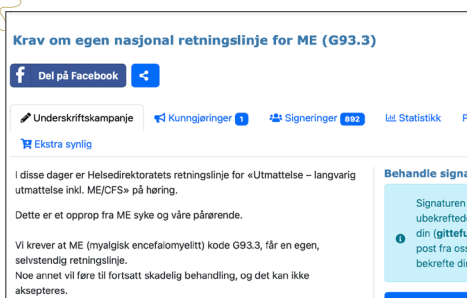 Krav om egen nasjonal retningslinje for ME (G93.3)
Del på Facebook
Underskriftskampanje
Kunngjøringer 1
Signeringer 892
Statistikk
Ekstra synlig
I disse dager er Helsedirektoratets retningslinje for «Utmattelse – langvarig
utmattelse inkl. ME/CFS» på høring.
Dette er et opprop fra ME syke og våre pårørende.
Vi krever at ME (myalgisk encefalomyelitt) kode G93.3, får en egen,
selvstendig retningslinje.
Noe annet vil føre til fortsatt skadelig behandling, og det kan ikke
aksepteres.
Behandle signa
Signaturen
ubekreftede
din (gittefu
post fra oss
bekrefte din